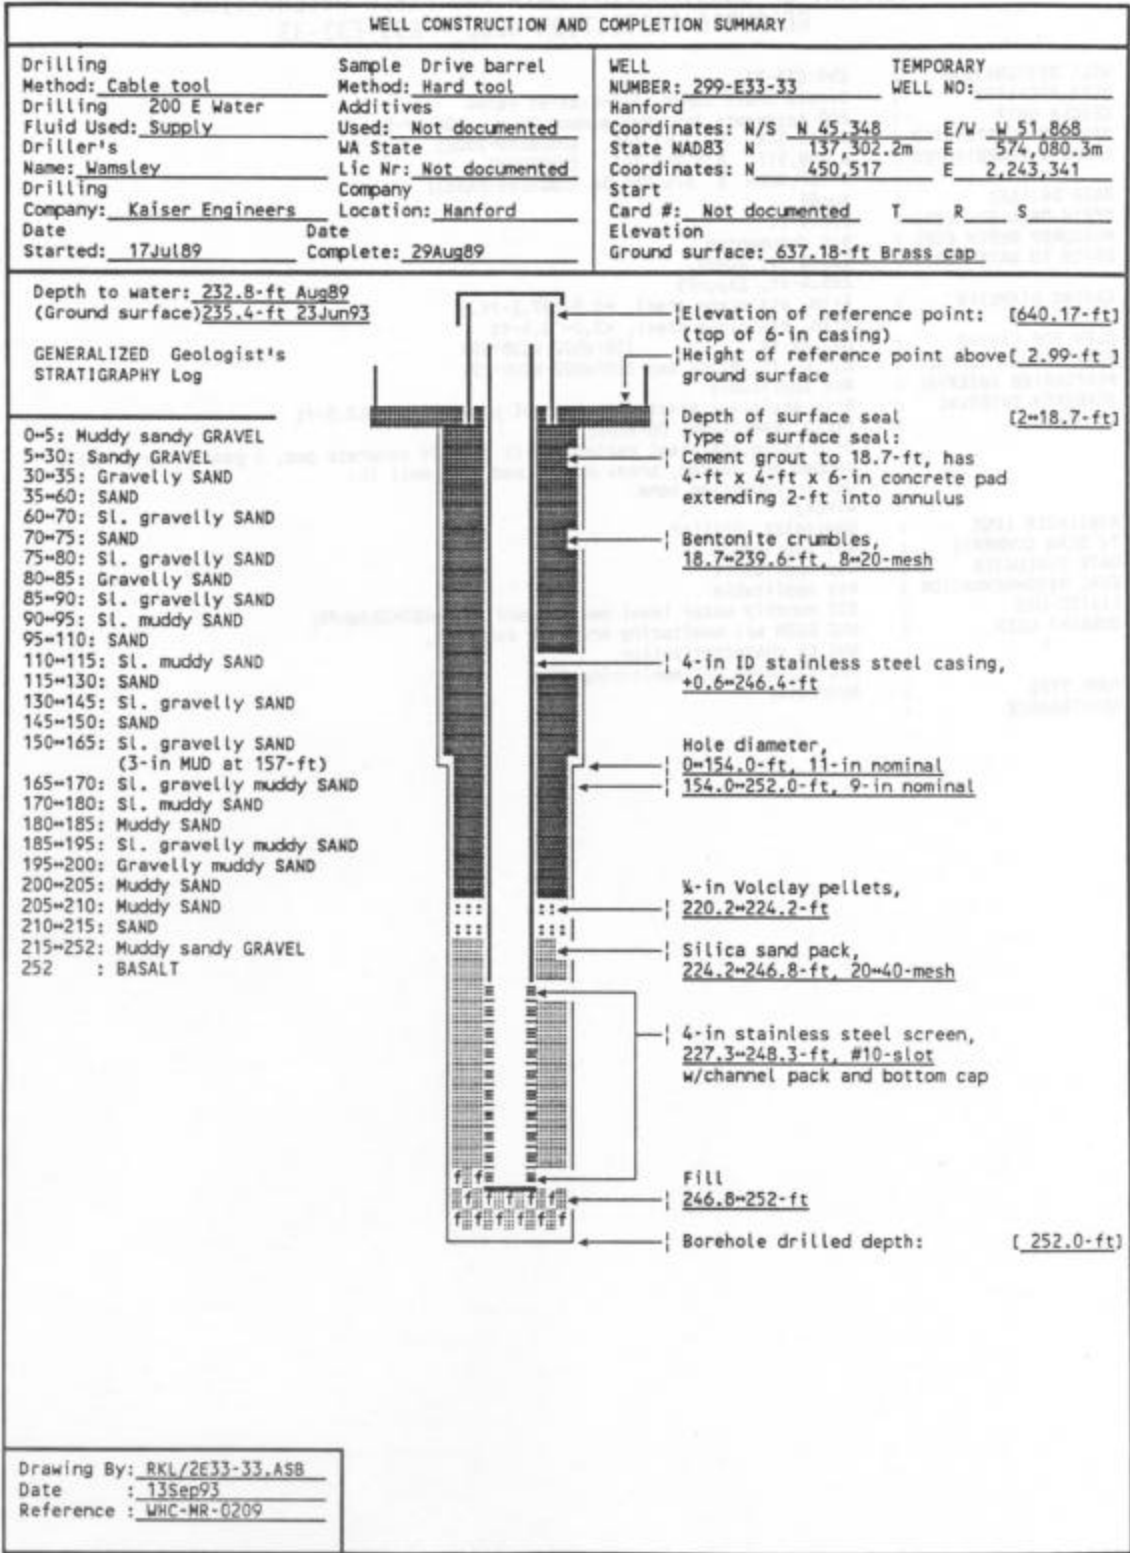 WELL CONSTRUCTION AND COMPLETION SUMMARY
Drilling Sample Drive barrel
Method: Cable tool Method: Hard tool
Drilling 200 E Water Additives
Fluid Used: Supply Used: Not documented
Driller's WA State
Name: Wamsley Lic Nr: Not documented
Drilling Company
Company: Kaiser Engineers Location: Hanford
Date Date
Started: 17Jul89 Complete: 29Aug89
WELL TEMPORARY
NUMBER: 299-E33-33 WELL NO:
Hanford
Coordinates: N/S N 45,348 E/W W 51,868
State NAD83 N 137,302.2m E 574,080.3m
Coordinates: N 450,517 E 2,243,341
Start
Card #: Not documented T R S
Elevation
Ground surface: 637.18-ft Brass cap
Depth to water: 232.8-ft Aug89
(Ground surface)235.4-ft 23Jun93
GENERALIZED Geologist's
STRATIGRAPHY Log
0↔5: Muddy sandy GRAVEL
5↔30: Sandy GRAVEL
30↔35: Gravelly SAND
35↔60: SAND
60↔70: Sl. gravelly SAND
70↔75: SAND
75↔80: Sl. gravelly SAND
80↔85: Gravelly SAND
85↔90: Sl. gravelly SAND
90↔95: Sl. muddy SAND
95↔110: SAND
110↔115: Sl. muddy SAND
115↔130: SAND
130↔145: Sl. gravelly SAND
145↔150: SAND
150↔165: Sl. gravelly SAND
(3-in MUD at 157-ft)
165↔170: Sl. gravelly muddy SAND
170↔180: Sl. muddy SAND
180↔185: Muddy SAND
185↔195: Sl. gravelly muddy SAND
195↔200: Gravelly muddy SAND
200↔205: Muddy SAND
205↔210: Muddy SAND
210↔215: SAND
215↔252: Muddy sandy GRAVEL
252 : BASALT
Elevation of reference point: [640.17-ft]
(top of 6-in casing)
Height of reference point above[ 2.99-ft ]
ground surface
Depth of surface seal [2↔18.7-ft]
Type of surface seal:
Cement grout to 18.7-ft, has
4-ft x 4-ft x 6-in concrete pad
extending 2-ft into annulus
Bentonite crumbles,
18.7↔239.6-ft, 8↔20-mesh
4-in ID stainless steel casing,
+0.6↔246.4-ft
Hole diameter,
0↔154.0-ft, 11-in nominal
154.0↔252.0-ft, 9-in nominal
¼-in Volclay pellets,
220.2↔224.2-ft
Silica sand pack,
224.2↔246.8-ft, 20↔40-mesh
4-in stainless steel screen,
227.3↔248.3-ft, #10-slot
w/channel pack and bottom cap
Fill
246.8↔252-ft
Borehole drilled depth: [ 252.0-ft]
Drawing By: RKL/2E33-33.ASB
Date : 13Sep93
Reference : WHC-MR-0209